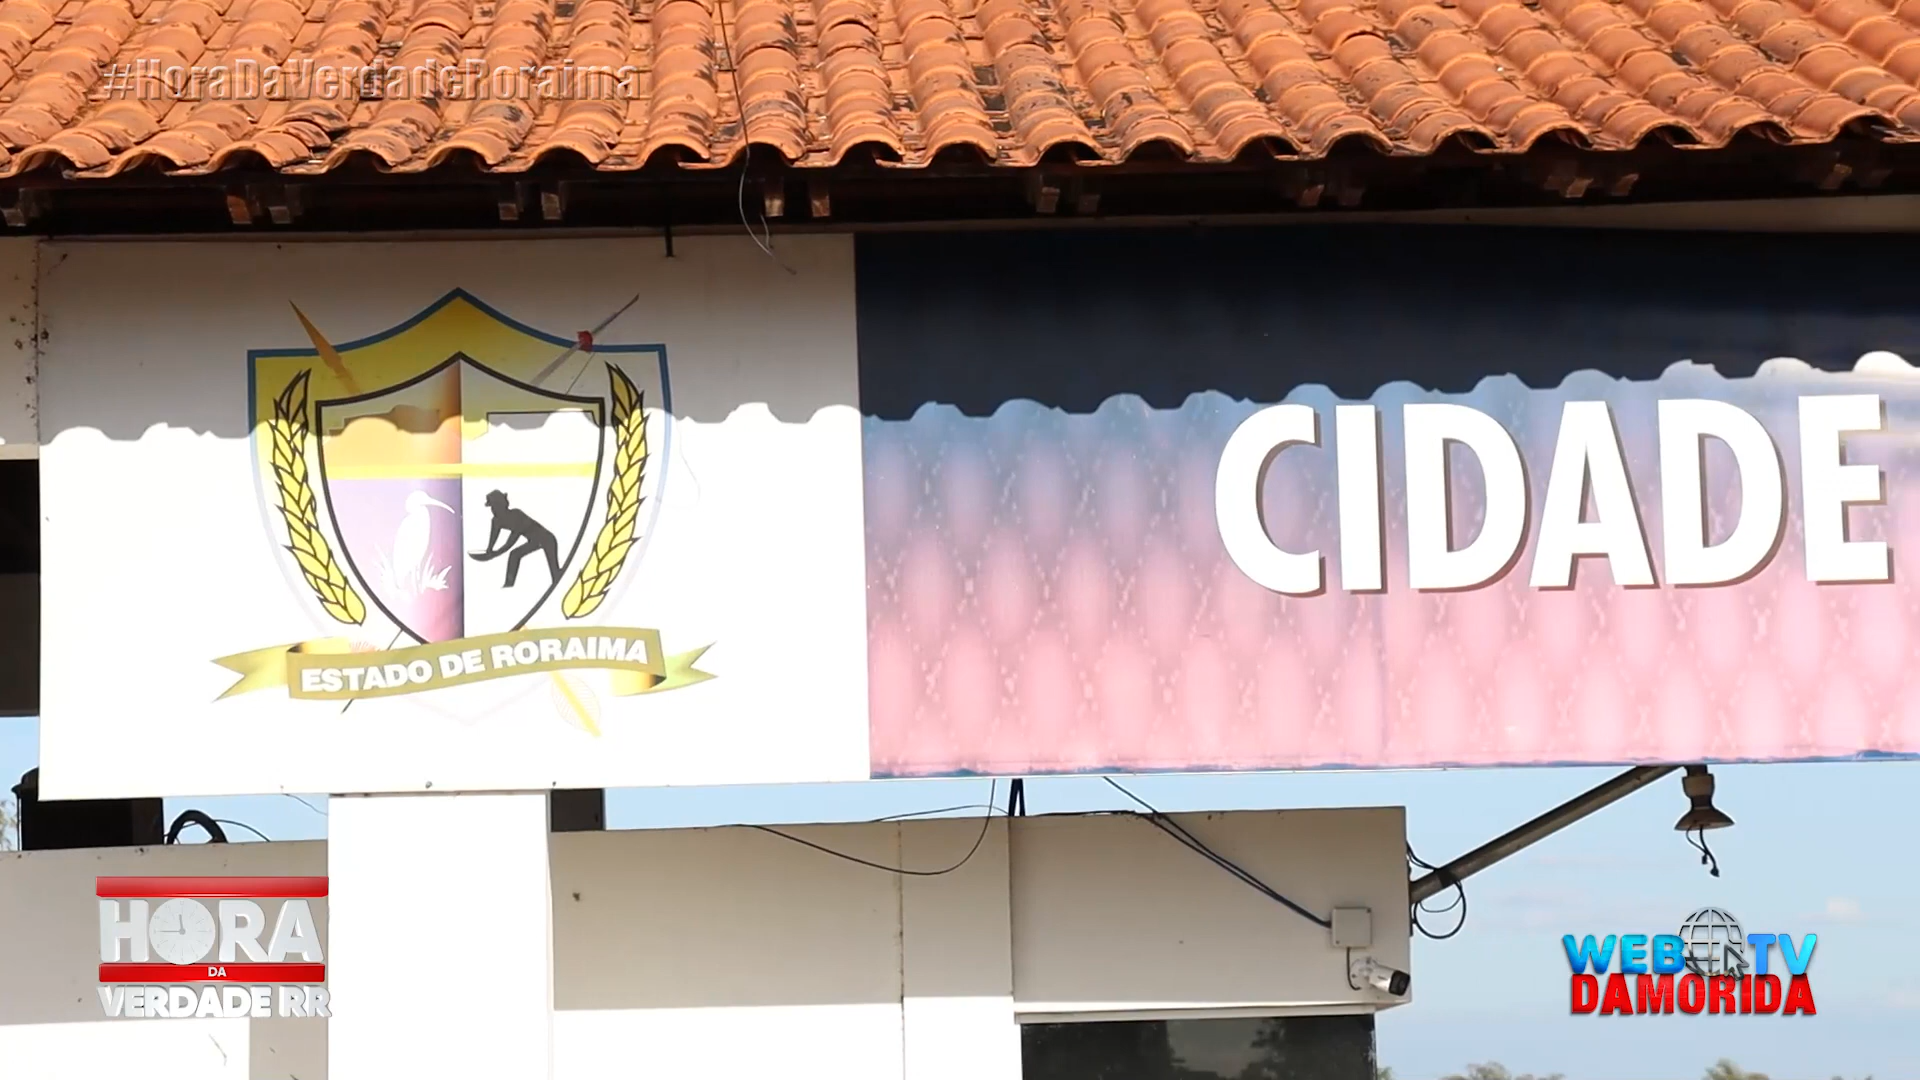 #HoraDaVerdadeRoraima
CIDADE
ESTADO DE RORAIMA
HORA
DA
VERDADE RR
WEB TV
DAMORIDA